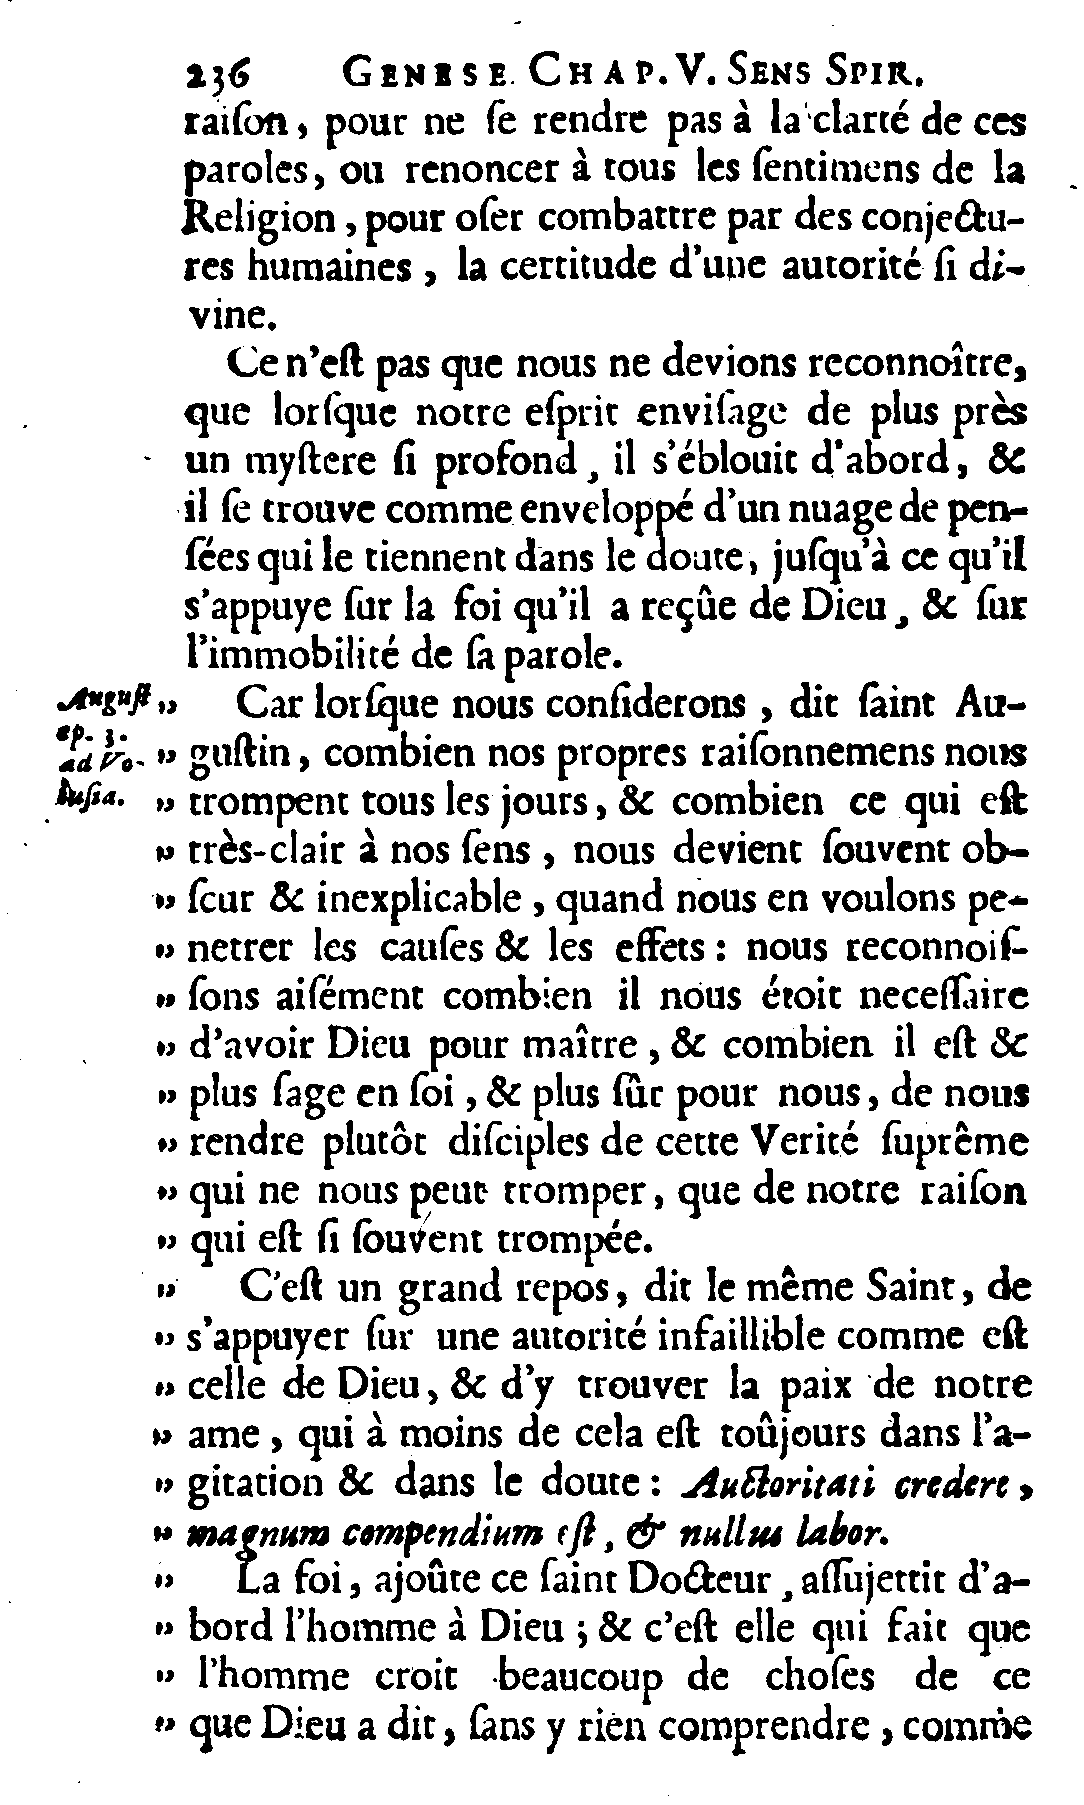 236 GENESE. CHAP. V. SENS SPIR.
raiſon, pour ne ſe rendre pas à la clarté de ces
paroles, ou renoncer à tous les ſentimens de la
Religion, pour oſer combattre par des conjectu-
res humaines, la certitude d'une autorité ſi di-
vine.
Ce n'eſt pas que nous ne devions reconnoître,
que lorſque notre eſprit enviſage de plus près
un myſtere ſi profond, il s'éblouit d'abord, &
il ſe trouve comme enveloppé d'un nuage de pen-
ſées qui le tiennent dans le doute, juſqu'à ce qu'il
s'appuye ſur la foi qu'il a reçûe de Dieu, & ſur
l'immobilité de ſa parole.
Auguſt
ep. 3.
ad Vo-
luſia.
„ Car lorſque nous conſiderons, dit ſaint Au-
„ guſtin, combien nos propres raiſonnemens nous
„ trompent tous les jours, & combien ce qui eſt
„ très-clair à nos ſens, nous devient ſouvent ob-
„ ſcur & inexplicable, quand nous en voulons pe-
„ netrer les cauſes & les effets: nous reconnoiſ-
„ ſons aiſément combien il nous étoit neceſſaire
„ d'avoir Dieu pour maître, & combien il eſt &
„ plus ſage en ſoi, & plus ſûr pour nous, de nous
„ rendre plutôt diſciples de cette Verité ſuprême
„ qui ne nous peut tromper, que de notre raiſon
„ qui eſt ſi ſouvent trompée.
„ C'eſt un grand repos, dit le même Saint, de
„ s'appuyer ſur une autorité infaillible comme eſt
„ celle de Dieu, & d'y trouver la paix de notre
„ ame, qui à moins de cela eſt toûjours dans l'a-
„ gitation & dans le doute: Auctoritati credere,
„ magnum compendium eſt, & nullus labor.
„ La foi, ajoûte ce ſaint Docteur, aſſujettit d'a-
„ bord l'homme à Dieu; & c'eſt elle qui fait que
„ l'homme croit beaucoup de choſes de ce
„ que Dieu a dit, ſans y rien comprendre, comme